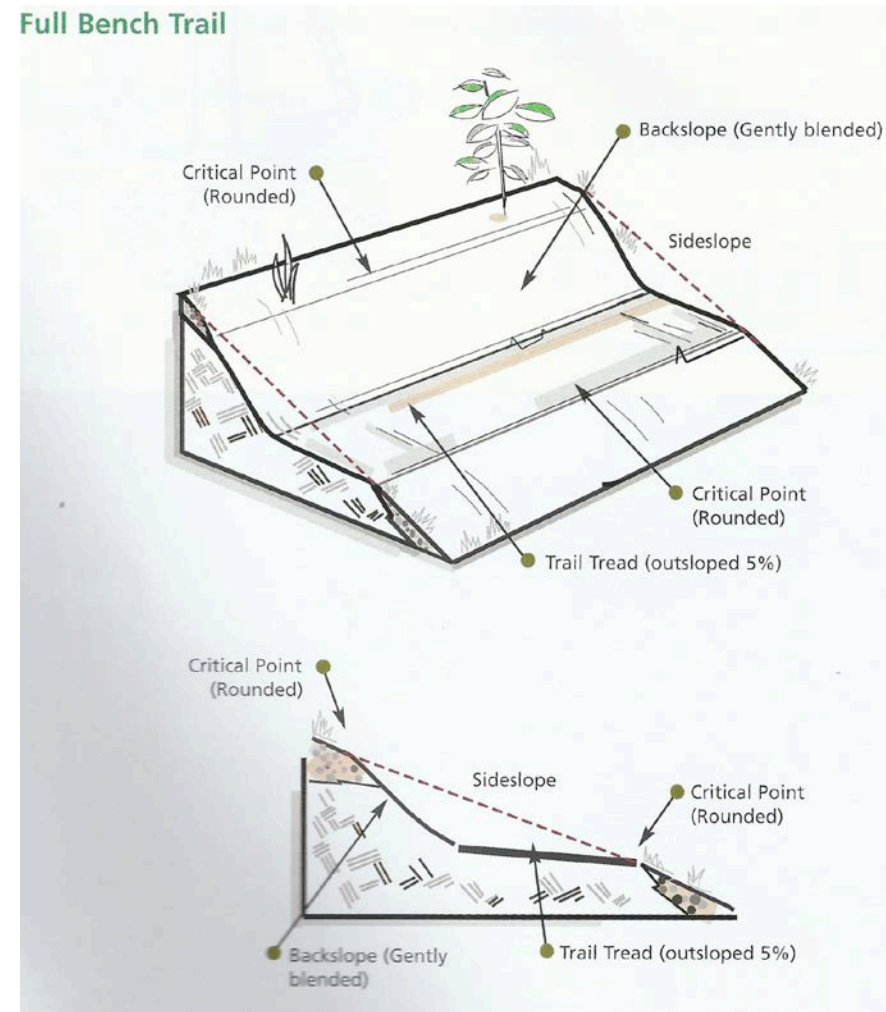 Full Bench Trail
Backslope (Gently blended)
Critical Point
(Rounded)
Sideslope
Critical Point
(Rounded)
Trail Tread (outsloped 5%)
Critical Point
(Rounded)
Sideslope
Critical Point
(Rounded)
Trail Tread (outsloped 5%)
Backslope (Gently
blended)